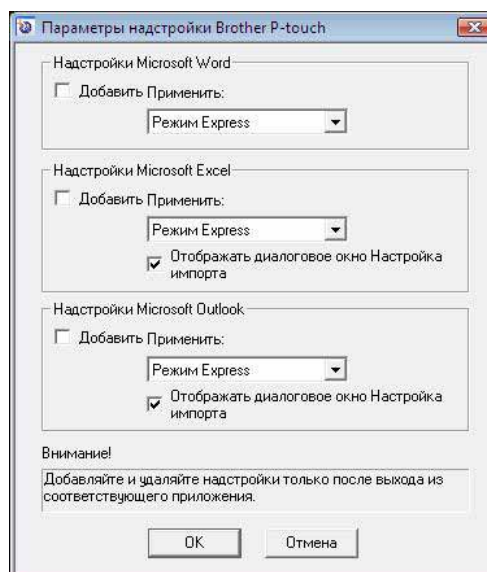 Параметры надстройки Brother P-touch
Надстройки Microsoft Word
Добавить Применить:
Режим Express
Надстройки Microsoft Excel
Добавить Применить:
Режим Express
Отображать диалоговое окно Настройка
импорта
Надстройки Microsoft Outlook
Добавить Применить:
Режим Express
Отображать диалоговое окно Настройка
импорта
Внимание!
Добавляйте и удаляйте надстройки только после выхода из
соответствующего приложения.
OK Отмена